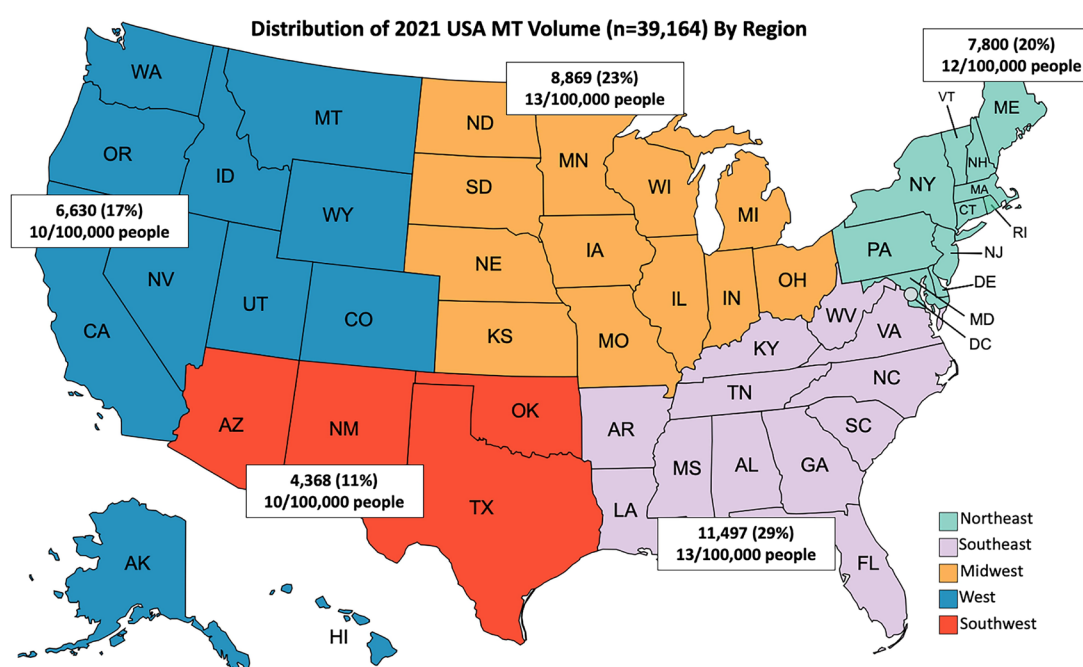 Distribution of 2021 USA MT Volume (n=39,164) By Region
7,800 (20%)
12/100,000 people
8,869 (23%)
13/100,000 people
WA
MT
ND
MN
VT
ME
OR
ID
SD
WI
MI
NY
NH
MA
CT
RI
6,630 (17%)
10/100,000 people
WY
NE
IA
PA
NJ
NV
UT
CO
IL
IN
OH
DE
MD
DC
CA
KS
MO
WV
VA
KY
NC
TN
AZ
NM
OK
AR
SC
MS
AL
GA
4,368 (11%)
10/100,000 people
TX
LA
11,497 (29%)
13/100,000 people
FL
AK
HI
Northeast
Southeast
Midwest
West
Southwest